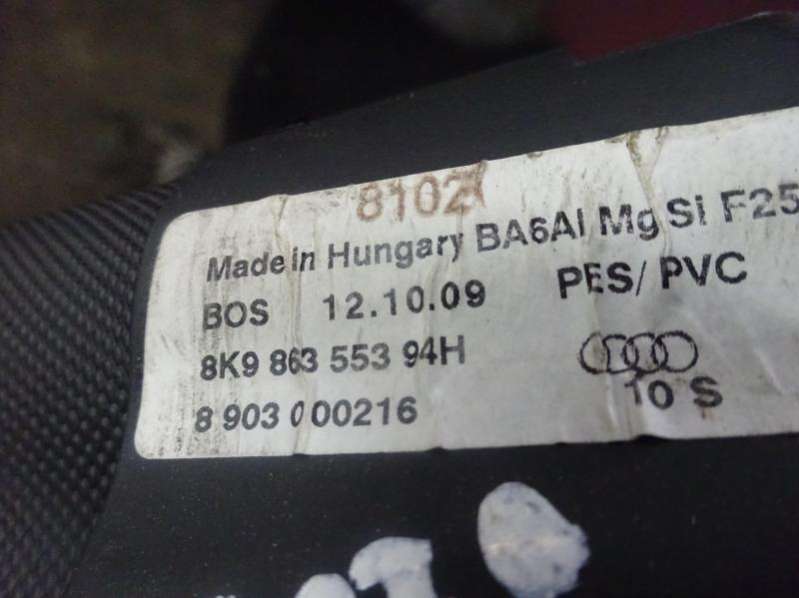 8102
Made in Hungary BA6Al Mg Si F25
BOS 12.10.09 PES/ PVC
8K9 863 553 94H
10 S
8 903 000216